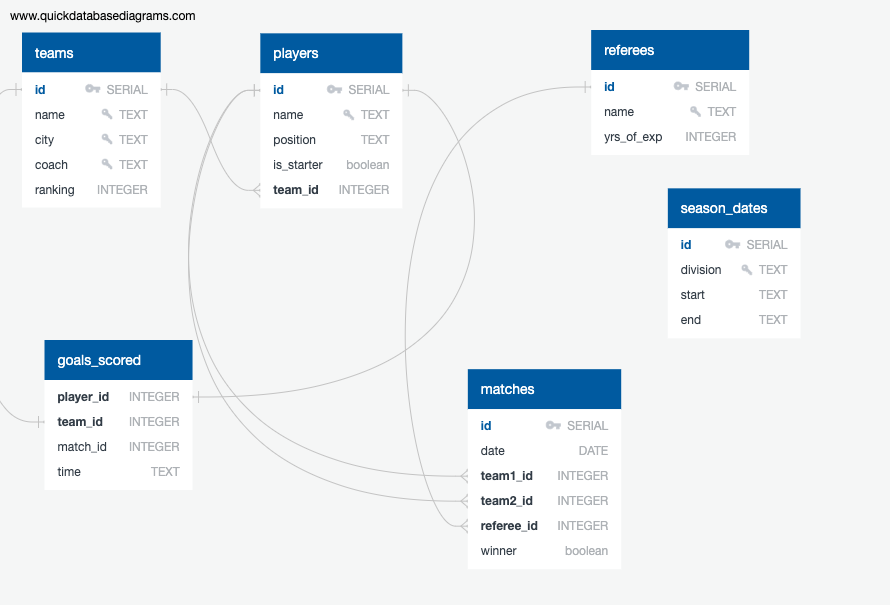 www.quickdatabasediagrams.com
teams
id SERIAL
name TEXT
city TEXT
coach TEXT
ranking INTEGER
players
id SERIAL
name TEXT
position TEXT
is_starter boolean
team_id INTEGER
referees
id SERIAL
name TEXT
yrs_of_exp INTEGER
season_dates
id SERIAL
division TEXT
start TEXT
end TEXT
goals_scored
player_id INTEGER
team_id INTEGER
match_id INTEGER
time TEXT
matches
id SERIAL
date DATE
team1_id INTEGER
team2_id INTEGER
referee_id INTEGER
winner boolean